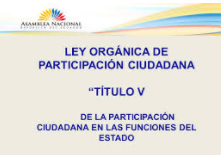 ASAMBLEA NACIONAL
LEY ORGÁNICA DE
PARTICIPACIÓN CIUDADANA
“TÍTULO V
DE LA PARTICIPACIÓN
CIUDADANA EN LAS FUNCIONES DEL
ESTADO